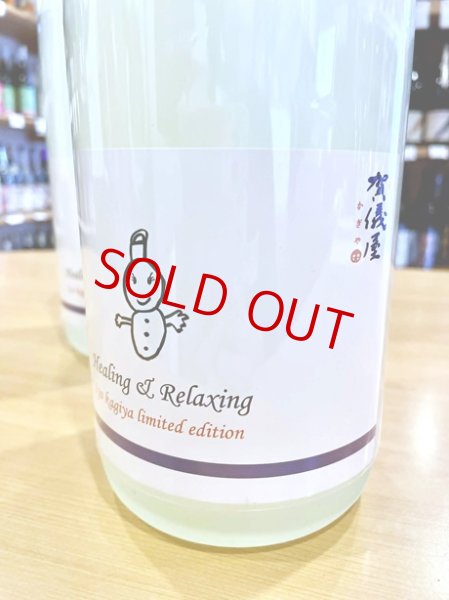 賀儀屋
かぎや
SOLD OUT
Healing & Relaxing
kagiya limited edition